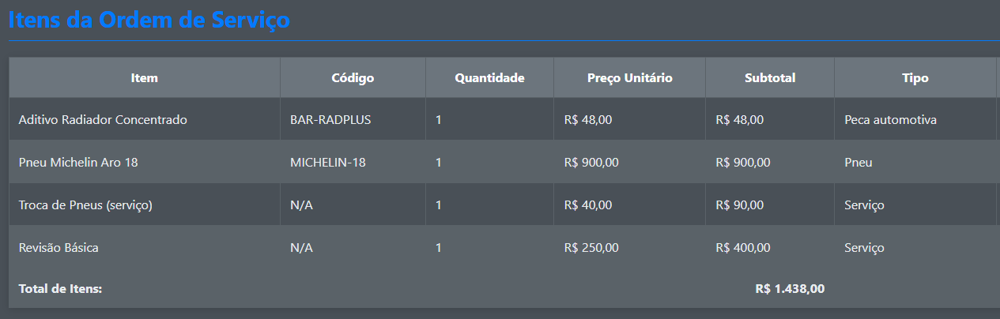 Itens da Ordem de Serviço
Item Código Quantidade Preço Unitário Subtotal Tipo
Aditivo Radiador Concentrado BAR-RADPLUS 1 R$ 48,00 R$ 48,00 Peca automotiva
Pneu Michelin Aro 18 MICHELIN-18 1 R$ 900,00 R$ 900,00 Pneu
Troca de Pneus (serviço) N/A 1 R$ 40,00 R$ 90,00 Serviço
Revisão Básica N/A 1 R$ 250,00 R$ 400,00 Serviço
Total de Itens: R$ 1.438,00